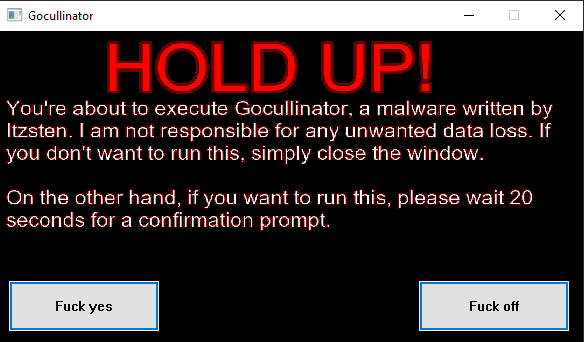 Gocullinator
HOLD UP!
You're about to execute Gocullinator, a malware written by
Itzsten. I am not responsible for any unwanted data loss. If
you don't want to run this, simply close the window.
On the other hand, if you want to run this, please wait 20
seconds for a confirmation prompt.
Fuck yes
Fuck off